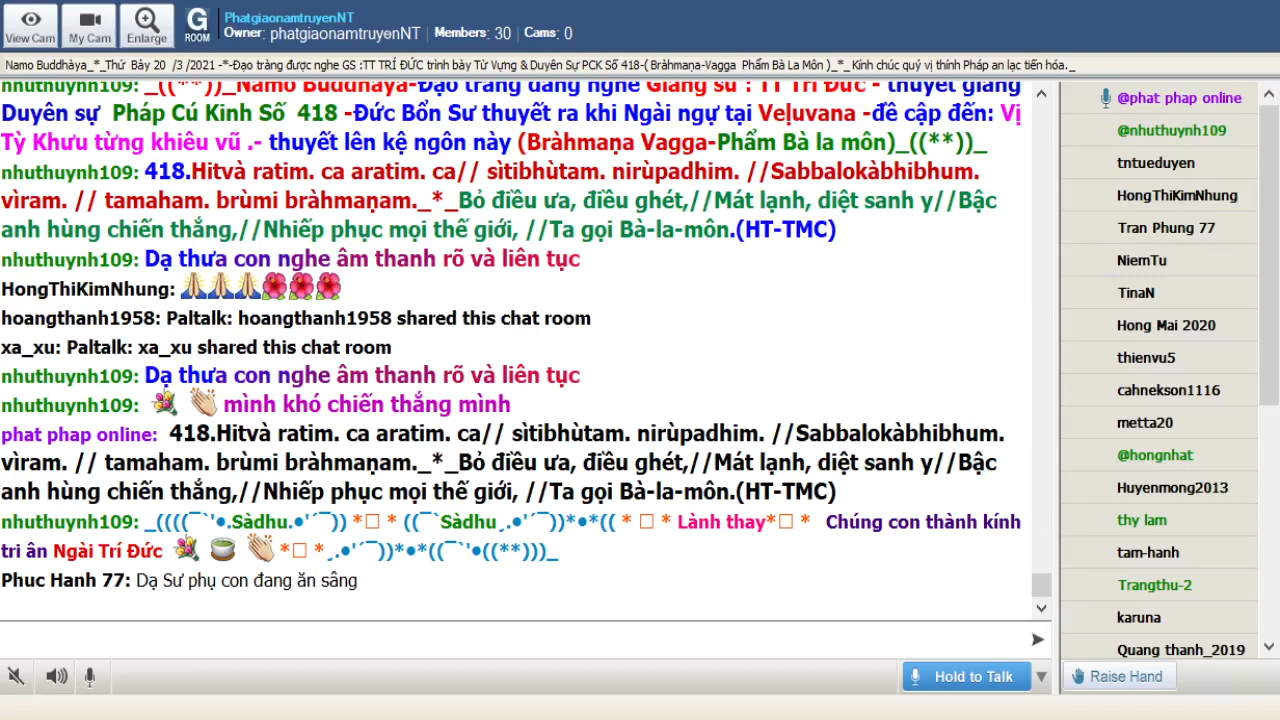 View Cam
My Cam
Enlarge
G
ROOM
PhatgiaonamtruyenNT
Owner: phatgiaonamtruyenNT | Members: 30 | Cams: 0
Namo Buddhàya_*_Thứ Bảy 20 /3 /2021 -*-Đạo tràng được nghe GS :TT TRÍ ĐỨC trình bày Từ Vựng & Duyên Sự PCK Số 418-( Bràhmaṇa-Vagga Phẩm Bà La Môn )_*_Kính chúc quý vị thính Pháp an lạc tiến hóa._
nhuthuynh109: _((**))_Namo Buddhàya-Đạo tràng đang nghe Giảng sư : TT Trí Đức - thuyết giảng
Duyên sự Pháp Cú Kinh Số 418 -Đức Bổn Sư thuyết ra khi Ngài ngự tại Veḷuvana -đề cập đến: Vị
Tỳ Khưu từng khiêu vũ .- thuyết lên kệ ngôn này (Bràhmaṇa Vagga-Phẩm Bà la môn)_((**))_
nhuthuynh109: 418.Hitvà ratim. ca aratim. ca// sìtibhùtam. nirùpadhim. //Sabbalokàbhibhum.
vìram. // tamaham. brùmi bràhmaṇam._*_Bỏ điều ưa, điều ghét,//Mát lạnh, diệt sanh y//Bậc
anh hùng chiến thắng,//Nhiếp phục mọi thế giới, //Ta gọi Bà-la-môn.(HT-TMC)
nhuthuynh109: Dạ thưa con nghe âm thanh rõ và liên tục
HongThiKimNhung: 🙏🙏🙏🌺🌺🌺
hoangthanh1958: Paltalk: hoangthanh1958 shared this chat room
xa_xu: Paltalk: xa_xu shared this chat room
nhuthuynh109: Dạ thưa con nghe âm thanh rõ và liên tục
nhuthuynh109: 💐 👏 mình khó chiến thắng mình
phat phap online: 418.Hitvà ratim. ca aratim. ca// sìtibhùtam. nirùpadhim. //Sabbalokàbhibhum.
vìram. // tamaham. brùmi bràhmaṇam._*_Bỏ điều ưa, điều ghét,//Mát lạnh, diệt sanh y//Bậc
anh hùng chiến thắng,//Nhiếp phục mọi thế giới, //Ta gọi Bà-la-môn.(HT-TMC)
nhuthuynh109: _((((¯`'•.Sàdhu.•'´¯)) *□ * ((¯`Sàdhu¸.•'´¯))*•*(( * □ * Lành thay*□ * Chúng con thành kính
tri ân Ngài Trí Đức 💐 🍵 👏 *□ *¸.•'´¯))*•*((¯`'•((**)))_
Phuc Hanh 77: Dạ Sư phụ con đang ăn sâng
Hold to Talk
@phat phap online
@nhuthuynh109
tntueduyen
HongThiKimNhung
Tran Phung 77
NiemTu
TinaN
Hong Mai 2020
thienvu5
cahnekson1116
metta20
@hongnhat
Huyenmong2013
thy lam
tam-hanh
Trangthu-2
karuna
Quang thanh_2019
Raise Hand